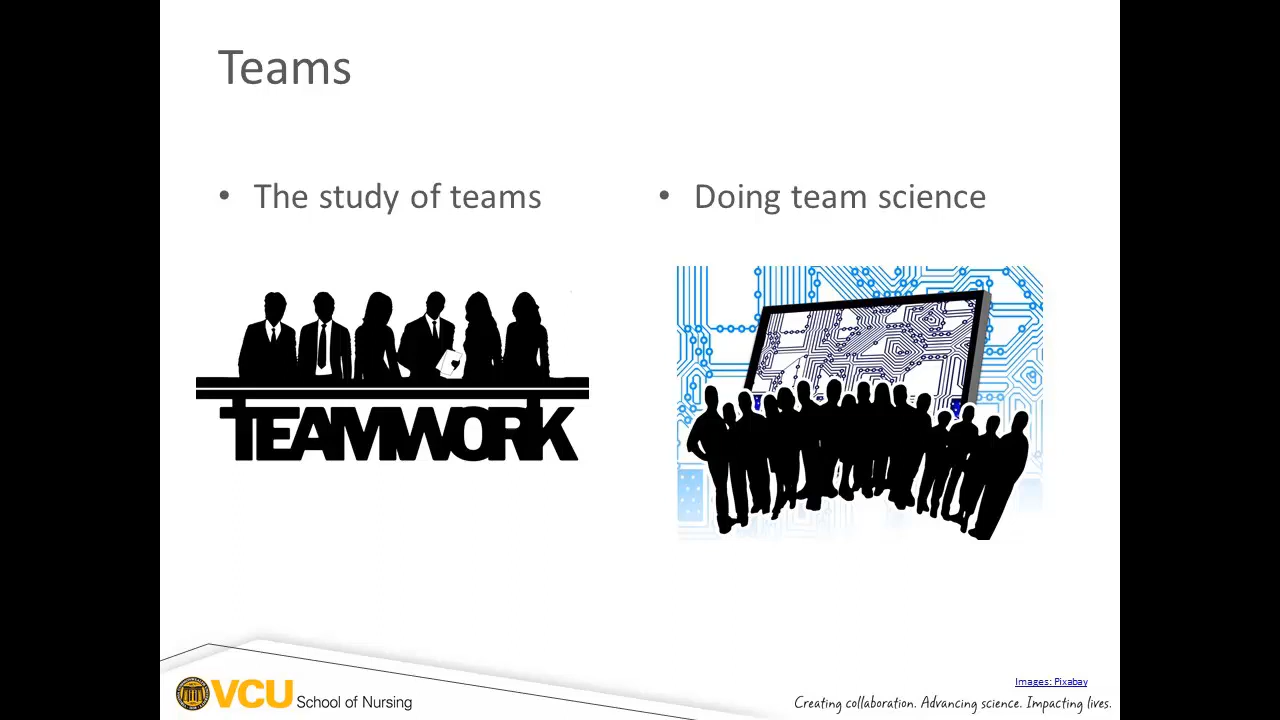 Teams
• The study of teams
• Doing team science
TEAMWORK
Images: Pixabay
VCU School of Nursing
Creating collaboration. Advancing science. Impacting lives.